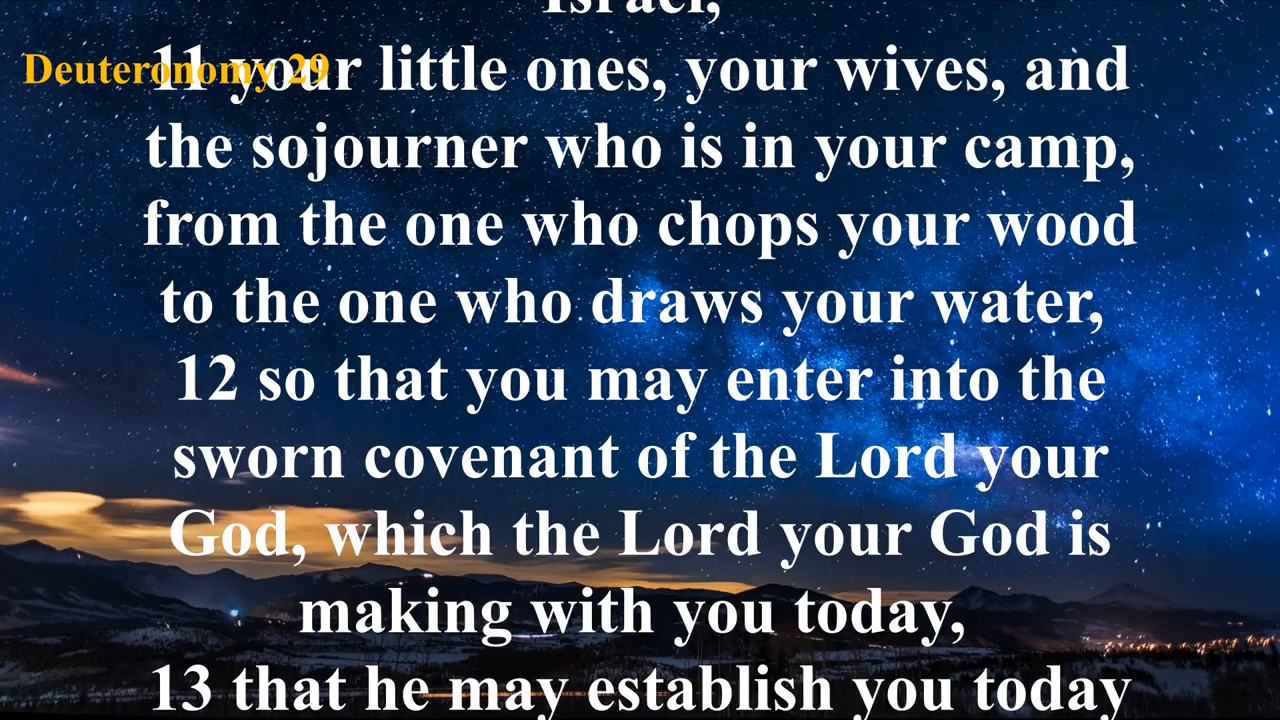 Israel,
Deuteronomy 29
11 your little ones, your wives, and
the sojourner who is in your camp,
from the one who chops your wood
to the one who draws your water,
12 so that you may enter into the
sworn covenant of the Lord your
God, which the Lord your God is
making with you today,
13 that he may establish you today